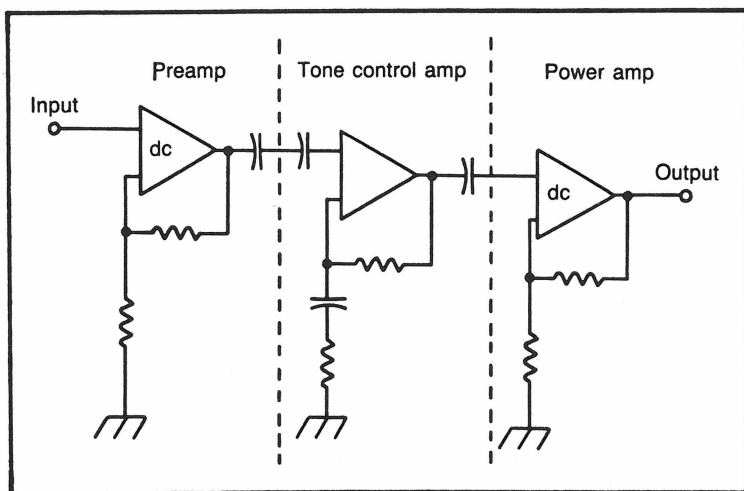 Preamp
Tone control amp
Power amp
Input
dc
dc
Output